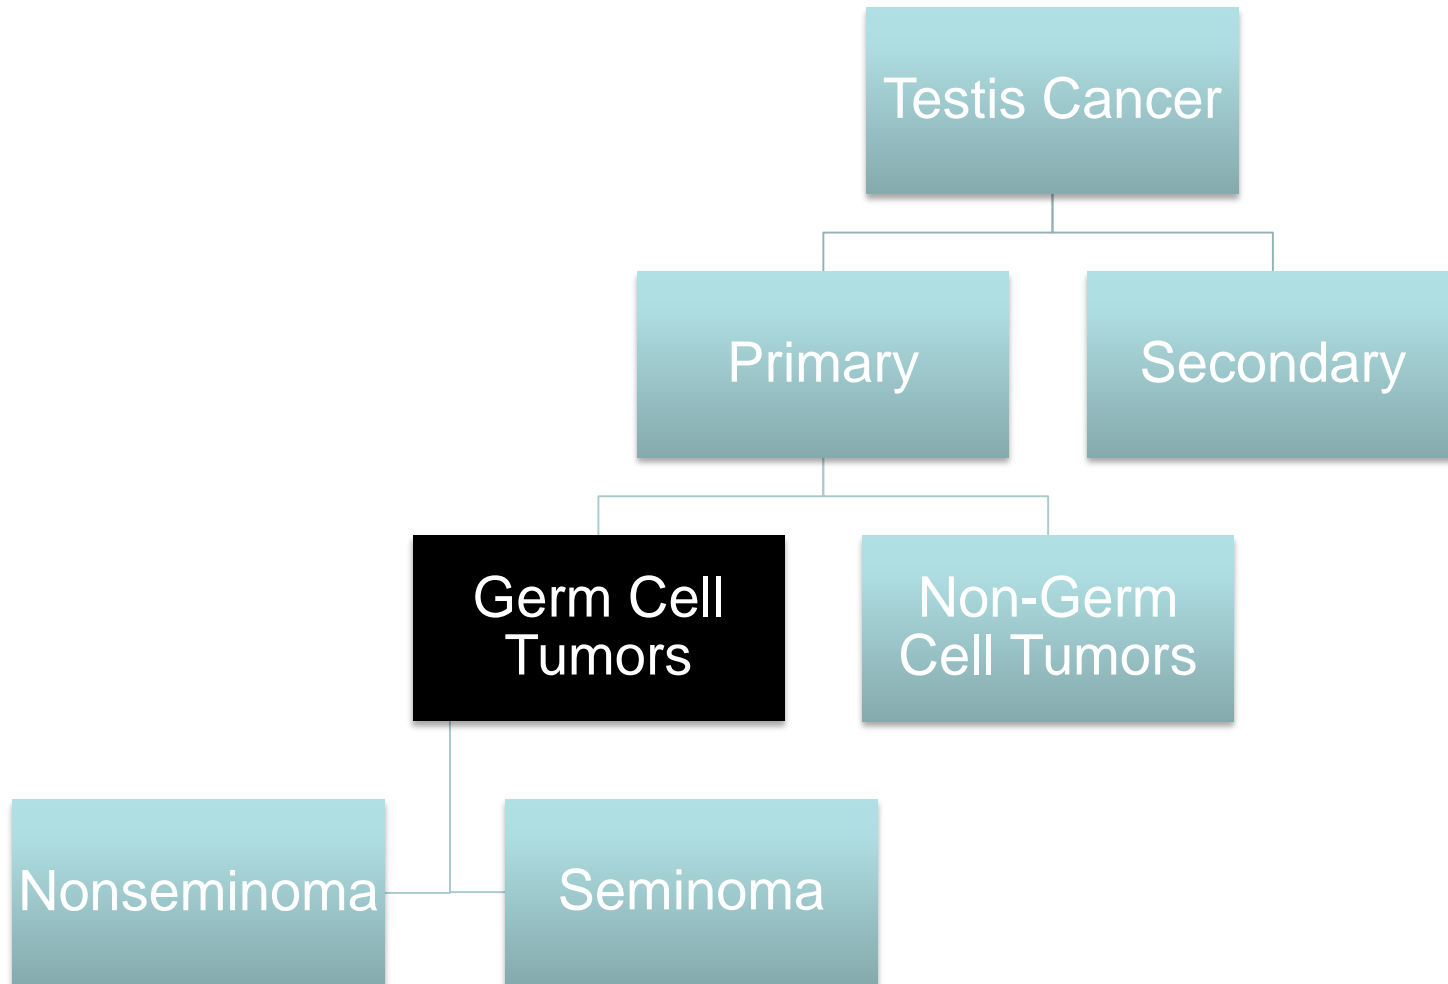 Testis Cancer
Primary
Secondary
Germ Cell
Tumors
Non-Germ
Cell Tumors
Nonseminoma
Seminoma